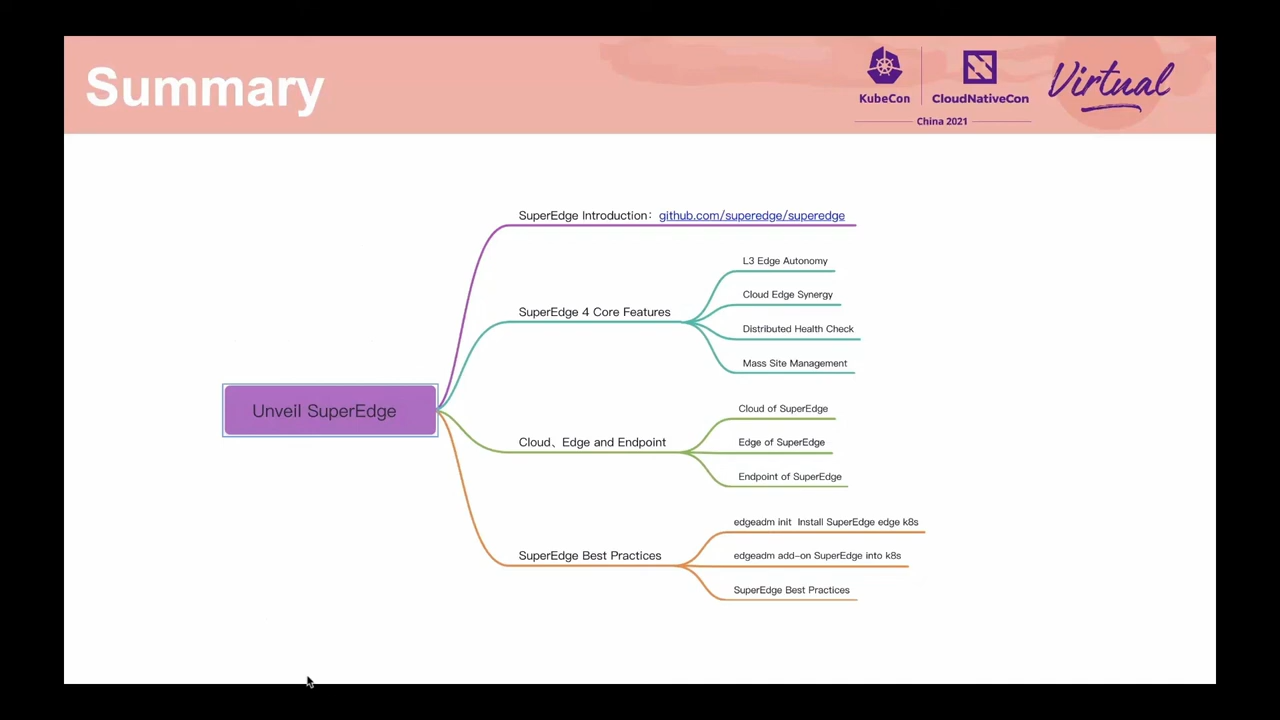 Summary
KubeCon
CloudNativeCon
China 2021
Virtual
SuperEdge Introduction： github.com/superedge/superedge
L3 Edge Autonomy
Cloud Edge Synergy
SuperEdge 4 Core Features
Distributed Health Check
Mass Site Management
Unveil SuperEdge
Cloud of SuperEdge
Cloud、Edge and Endpoint
Edge of SuperEdge
Endpoint of SuperEdge
edgeadm init Install SuperEdge edge k8s
SuperEdge Best Practices
edgeadm add-on SuperEdge into k8s
SuperEdge Best Practices